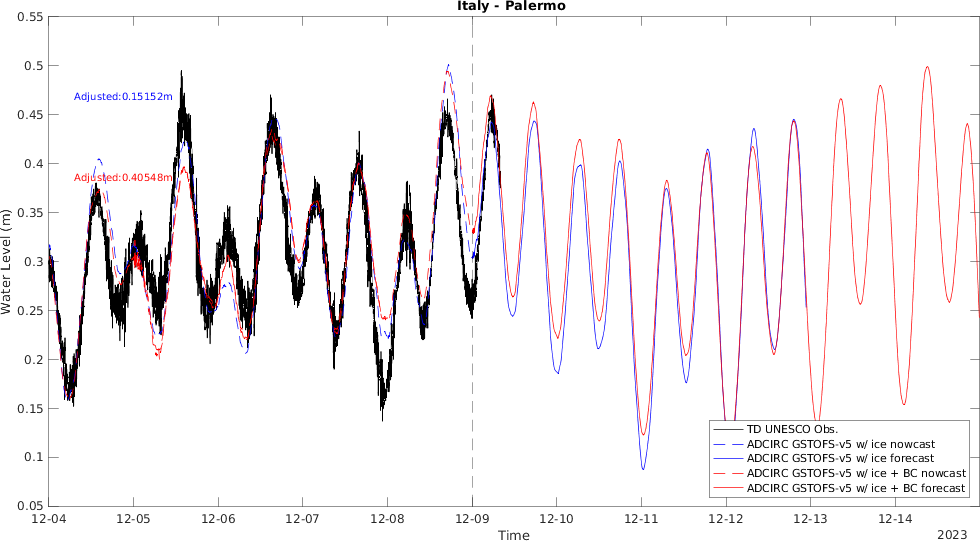 Italy - Palermo
0.55
0.5
0.45
0.4
0.35
0.3
0.25
0.2
0.15
0.1
0.05
Water Level (m)
Adjusted:0.15152m
Adjusted:0.40548m
TD UNESCO Obs.
ADCIRC GSTOFS-v5 w/ ice nowcast
ADCIRC GSTOFS-v5 w/ ice forecast
ADCIRC GSTOFS-v5 w/ ice + BC nowcast
ADCIRC GSTOFS-v5 w/ ice + BC forecast
12-04 12-05 12-06 12-07 12-08 12-09 12-10 12-11 12-12 12-13 12-14
Time
2023